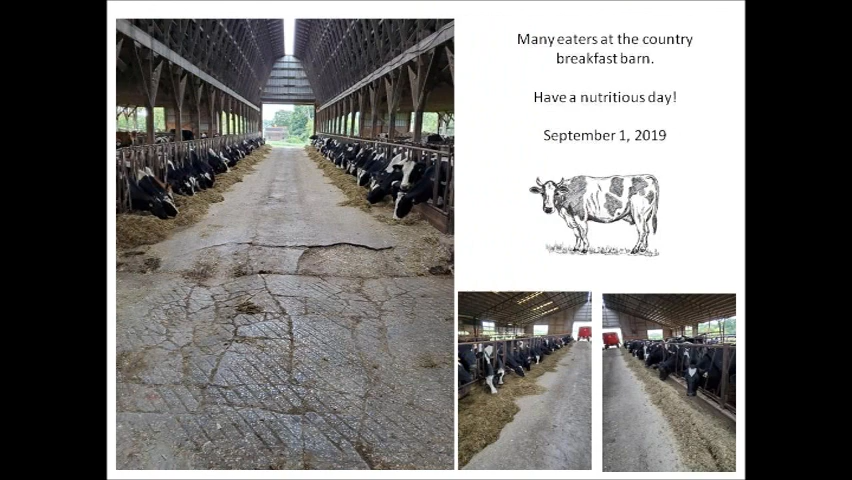 Many eaters at the country
breakfast barn.
Have a nutritious day!
September 1, 2019